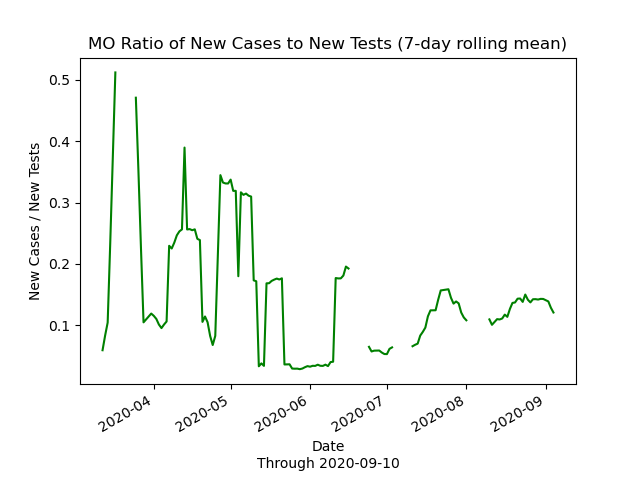 MO Ratio of New Cases to New Tests (7-day rolling mean)
New Cases / New Tests
0.5
0.4
0.3
0.2
0.1
2020-04
2020-05
2020-06
2020-07
2020-08
2020-09
Date
Through 2020-09-10